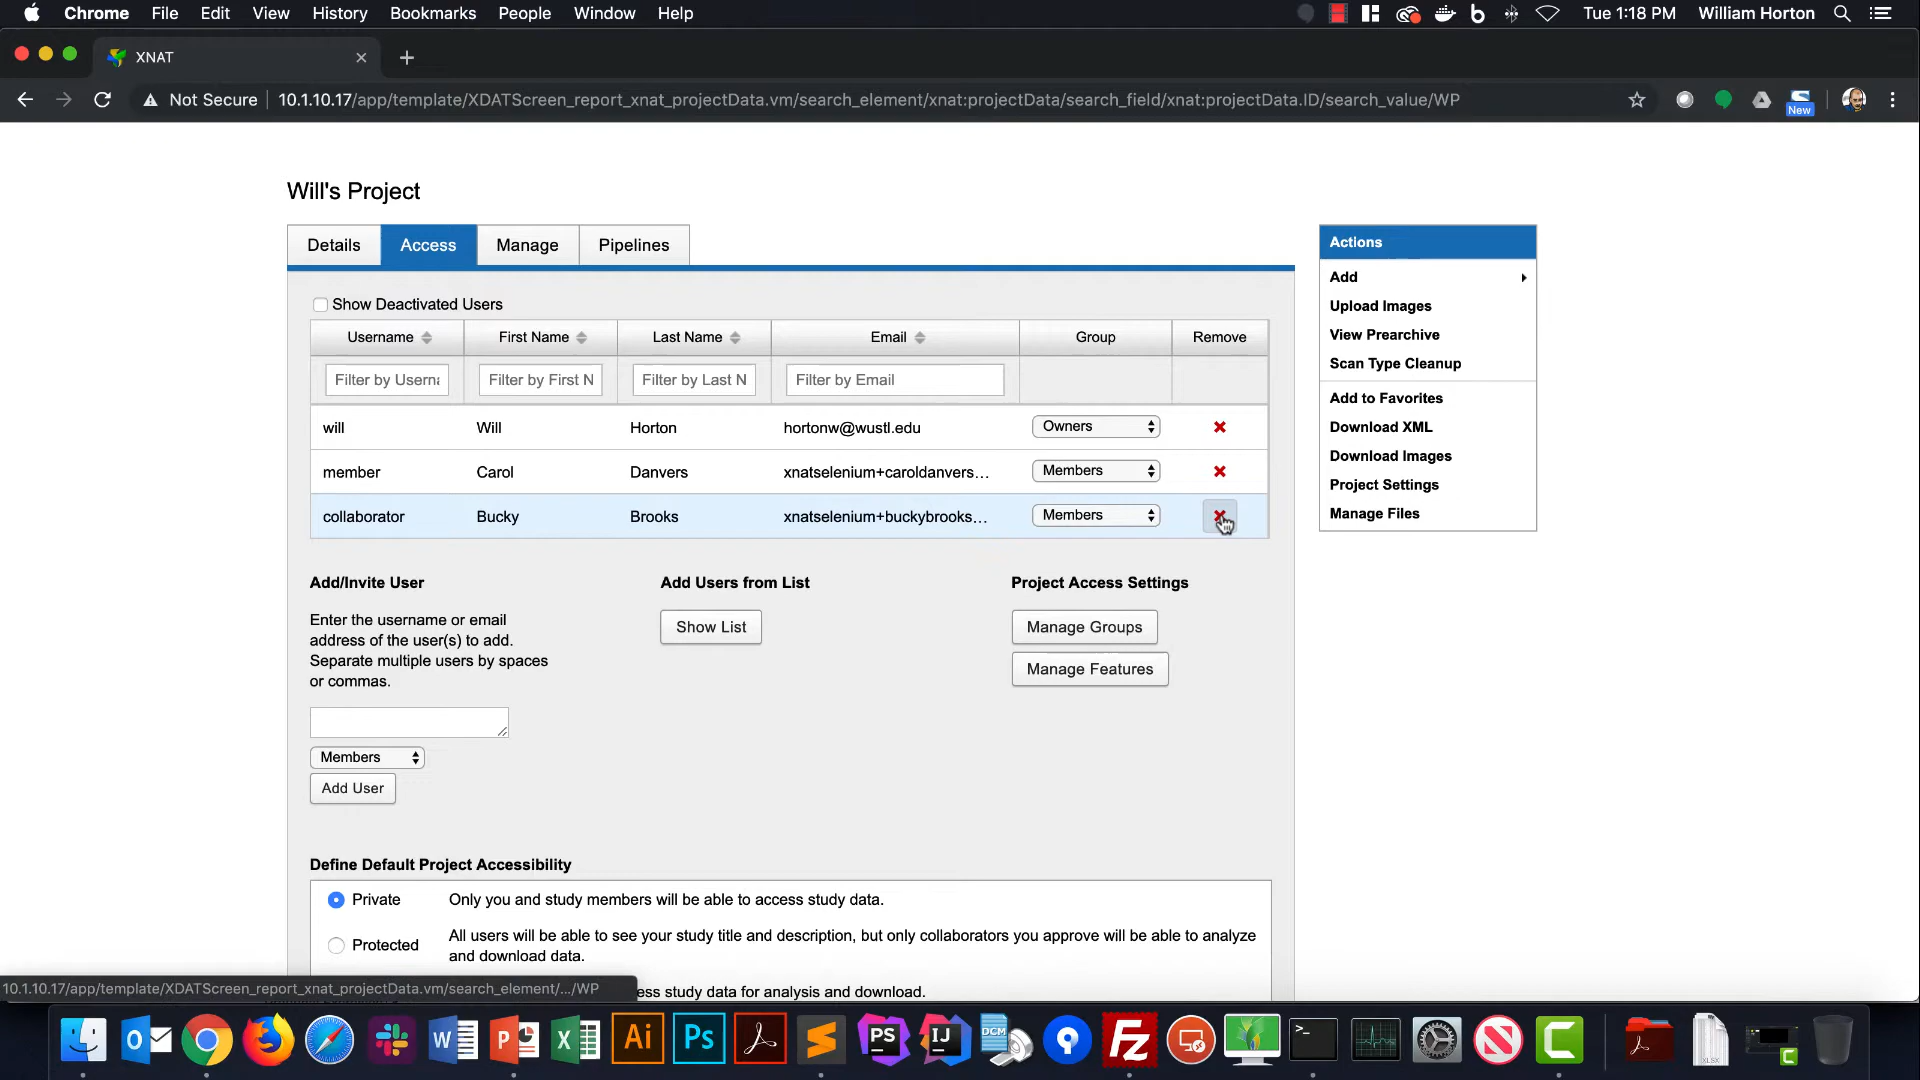 Chrome File Edit View History Bookmarks People Window Help
Tue 1:18 PM William Horton
XNAT
Not Secure 10.1.10.17/app/template/XDATScreen_report_xnat_projectData.vm/search_element/xnat:projectData/search_field/xnat:projectData.ID/search_value/WP
New
Will's Project
Details Access Manage Pipelines
Show Deactivated Users
Username First Name Last Name Email Group Remove
Filter by Userna Filter by First N Filter by Last N Filter by Email
will Will Horton hortonw@wustl.edu Owners
member Carol Danvers xnatselenium+caroldanvers... Members
collaborator Bucky Brooks xnatselenium+buckybrooks... Members
Add/Invite User
Enter the username or email
address of the user(s) to add.
Separate multiple users by spaces
or commas.
Members
Add User
Add Users from List
Show List
Project Access Settings
Manage Groups
Manage Features
Define Default Project Accessibility
Private Only you and study members will be able to access study data.
Protected All users will be able to see your study title and description, but only collaborators you approve will be able to analyze
and download data.
ess study data for analysis and download.
Actions
Add
Upload Images
View Prearchive
Scan Type Cleanup
Add to Favorites
Download XML
Download Images
Project Settings
Manage Files
10.1.10.17/app/template/XDATScreen_report_xnat_projectData.vm/search_element/.../WP
Ai Ps PS IJ DCM Fz C XLSX